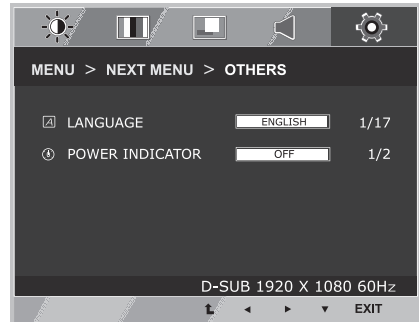 MENU > NEXT MENU > OTHERS
LANGUAGE ENGLISH 1/17
POWER INDICATOR OFF 1/2
D-SUB 1920 X 1080 60Hz
EXIT